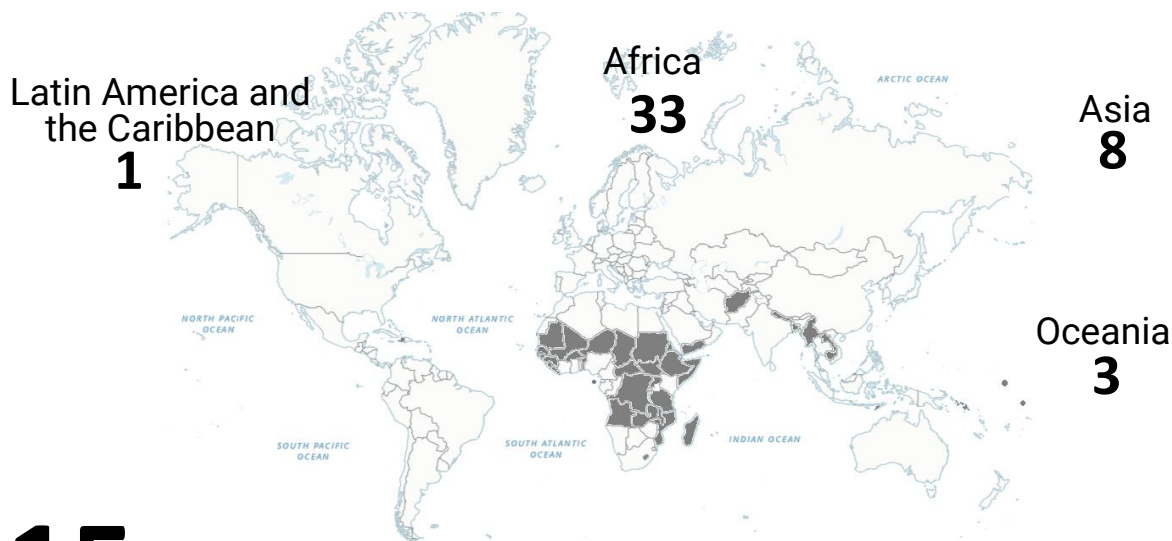 Latin America and
the Caribbean
1
Africa
33
Asia
8
Oceania
3
ARCTIC OCEAN
NORTH PACIFIC
OCEAN
NORTH ATLANTIC
OCEAN
SOUTH PACIFIC
OCEAN
SOUTH ATLANTIC
OCEAN
INDIAN OCEAN